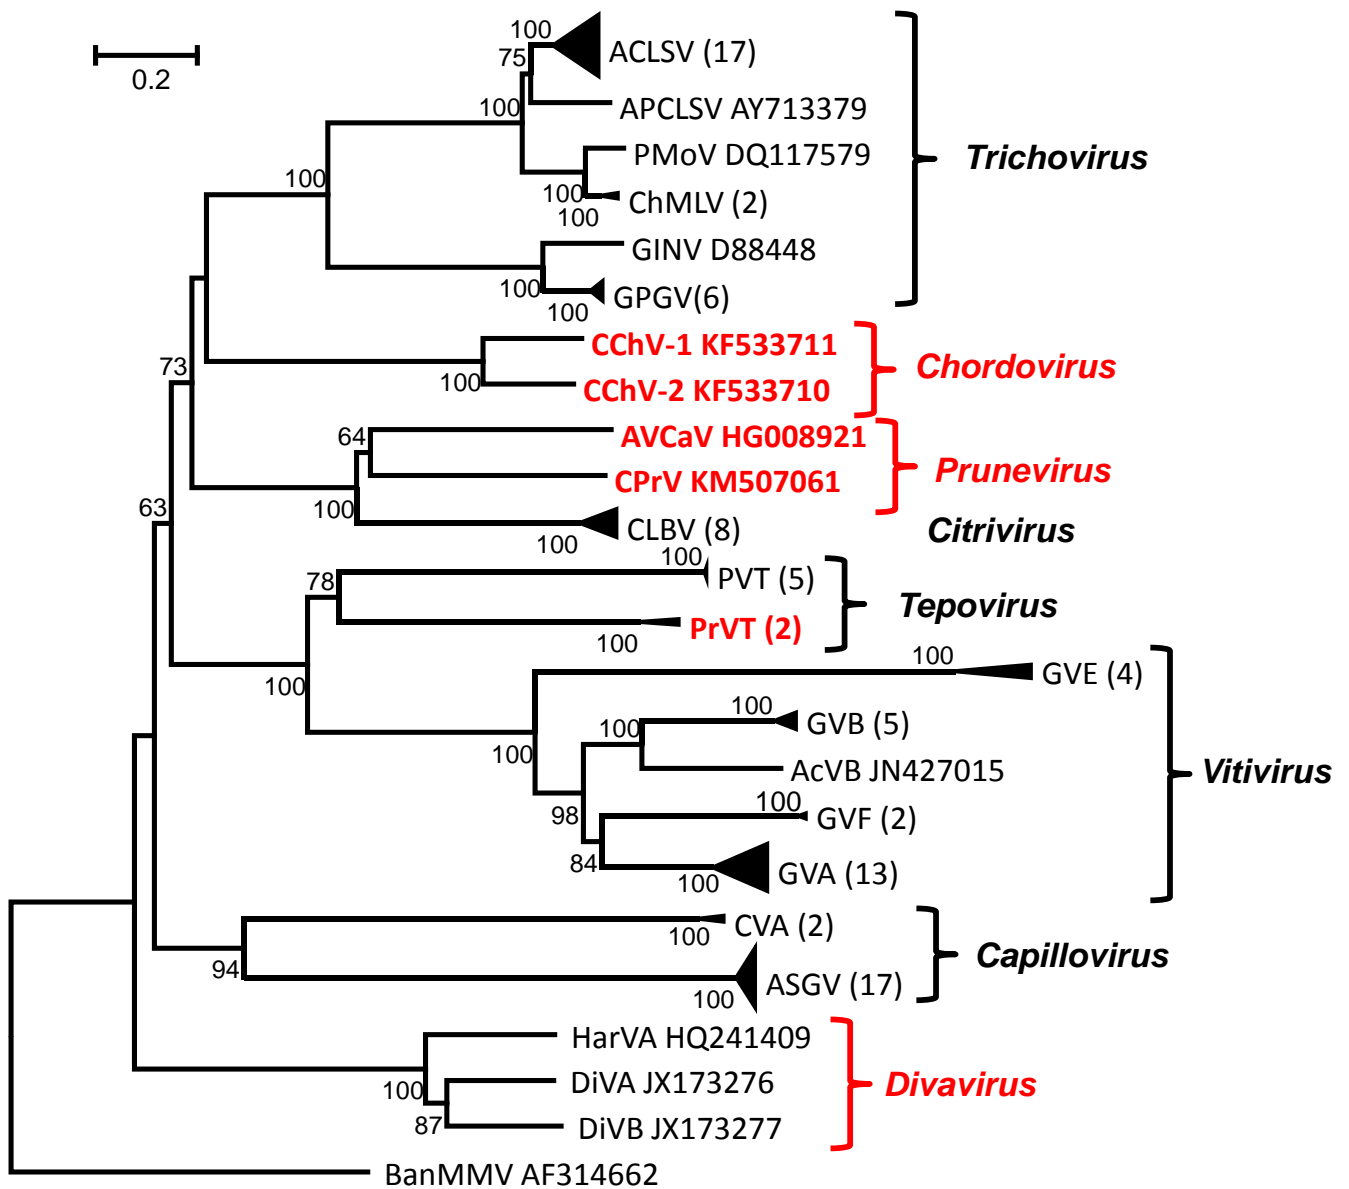 100
ACLSV (17)
0.2
75
100
APCLSV AY713379
PMoV DQ117579
Trichovirus
100
100
ChMLV (2)
100
GINV D88448
100
GPGV(6)
100
CChV-1 KF533711
73
Chordovirus
100
CChV-2 KF533710
64
AVCaV HG008921
Prunevirus
CPrV KM507061
63
100
CLBV (8)
Citrivirus
100
100
78
PVT (5)
Tepovirus
PrVT (2)
100
100
100
GVE (4)
100
GVB (5)
100
100
AcVB JN427015
Vitivirus
100
98
GVF (2)
84
100
GVA (13)
100
CVA (2)
Capillovirus
94
100
ASGV (17)
HarVA HQ241409
100
DiVA JX173276
Divavirus
87
DiVB JX173277
BanMMV AF314662